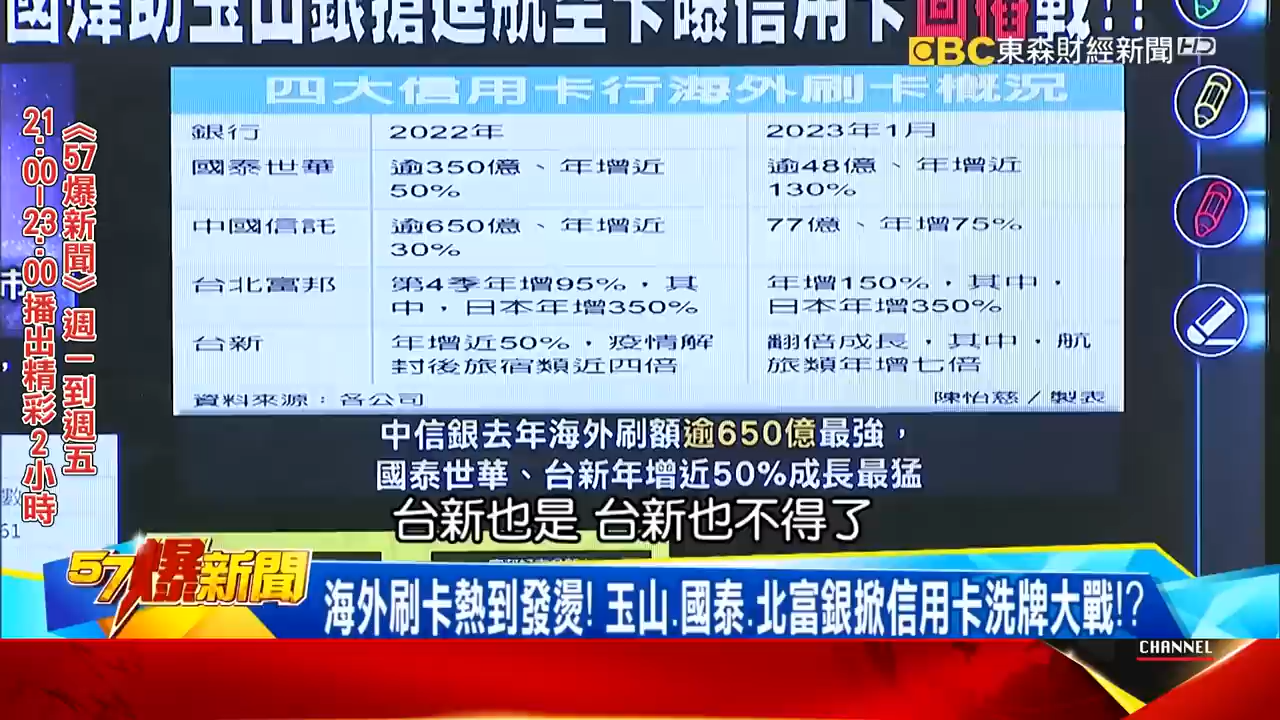 國煒助玉山銀搶進航空卡曝信用卡回補戰!?
EBC東森財經新聞HD
《57爆新聞》週一到週五
21:00-23:00播出精彩2小時
四大信用卡行海外刷卡概況
銀行 2022年 2023年1月
國泰世華 逾350億、年增近50% 逾48億、年增近130%
中國信託 逾650億、年增近30% 77億、年增75%
台北富邦 第4季年增95%，其中，日本年增350% 年增150%，其中，日本年增350%
台新 年增近50%，疫情解封後旅宿類近四倍 翻倍成長，其中，航旅類年增七倍
資料來源：各公司 陳怡慈／製表
市
數
61
中信銀去年海外刷額逾650億最強，
國泰世華、台新年增近50%成長最猛
台新也是 台新也不得了
57爆新聞
海外刷卡熱到發燙! 玉山.國泰.北富銀掀信用卡洗牌大戰!?
CHANNEL